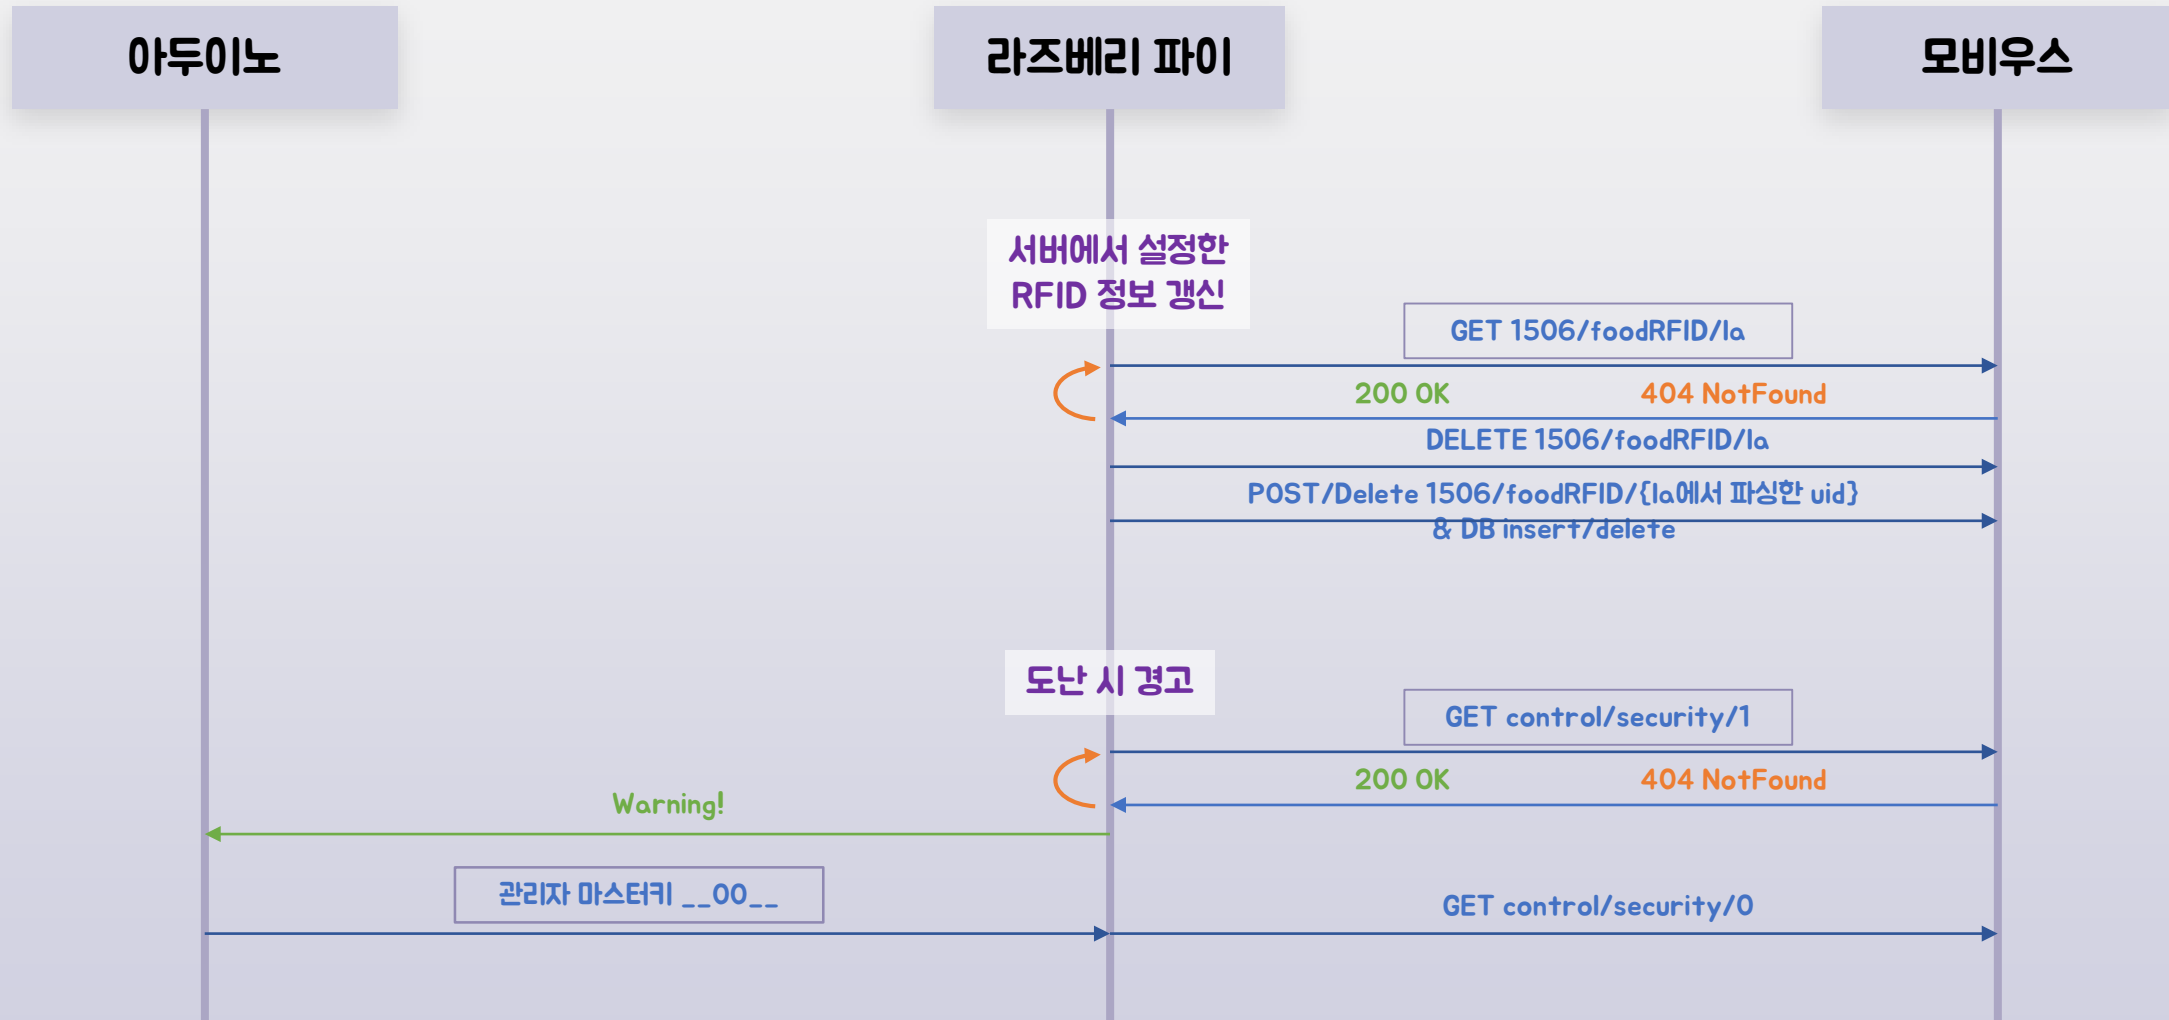 아두이노
라즈베리 파이
모비우스
서버에서 설정한
RFID 정보 갱신
GET 1506/foodRFID/la
200 OK
404 NotFound
DELETE 1506/foodRFID/la
POST/Delete 1506/foodRFID/{la에서 파싱한 uid}
& DB insert/delete
도난 시 경고
GET control/security/1
200 OK
404 NotFound
Warning!
관리자 마스터키 __00__
GET control/security/0